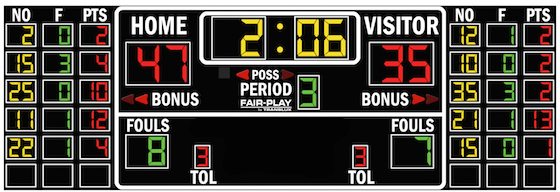 NO F PTS
2 0 2
15 3 4
25 0 10
11 1 12
22 1 4
HOME
47
BONUS
2:06
POSS
PERIOD
3
FAIR-PLAY
by TRANS-LUX
VISITOR
35
BONUS
FOULS
8
3
TOL
FOULS
7
3
TOL
NO F PTS
12 1 2
10 0 2
35 3 2
21 1 13
15 0 1